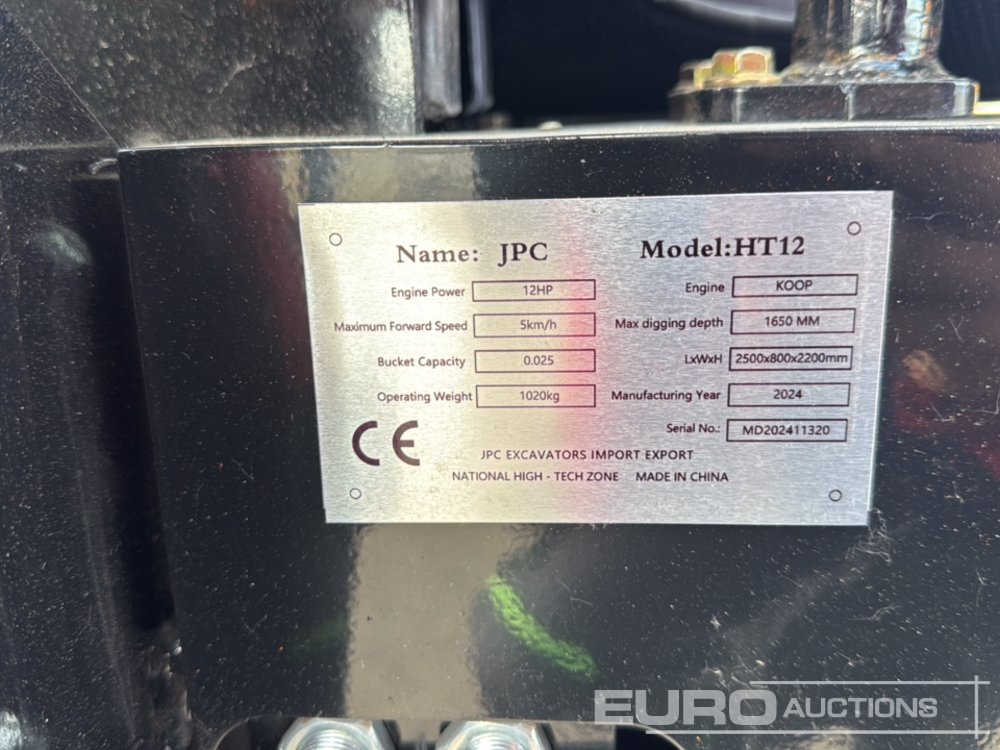 Name: JPC Model:HT12
Engine Power 12HP Engine KOOP
Maximum Forward Speed 5km/h Max digging depth 1650 MM
Bucket Capacity 0.025 LxWxH 2500x800x2200mm
Operating Weight 1020kg Manufacturing Year 2024
Serial No.: MD202411320
CE
JPC EXCAVATORS IMPORT EXPORT
NATIONAL HIGH - TECH ZONE MADE IN CHINA
EURO AUCTIONS